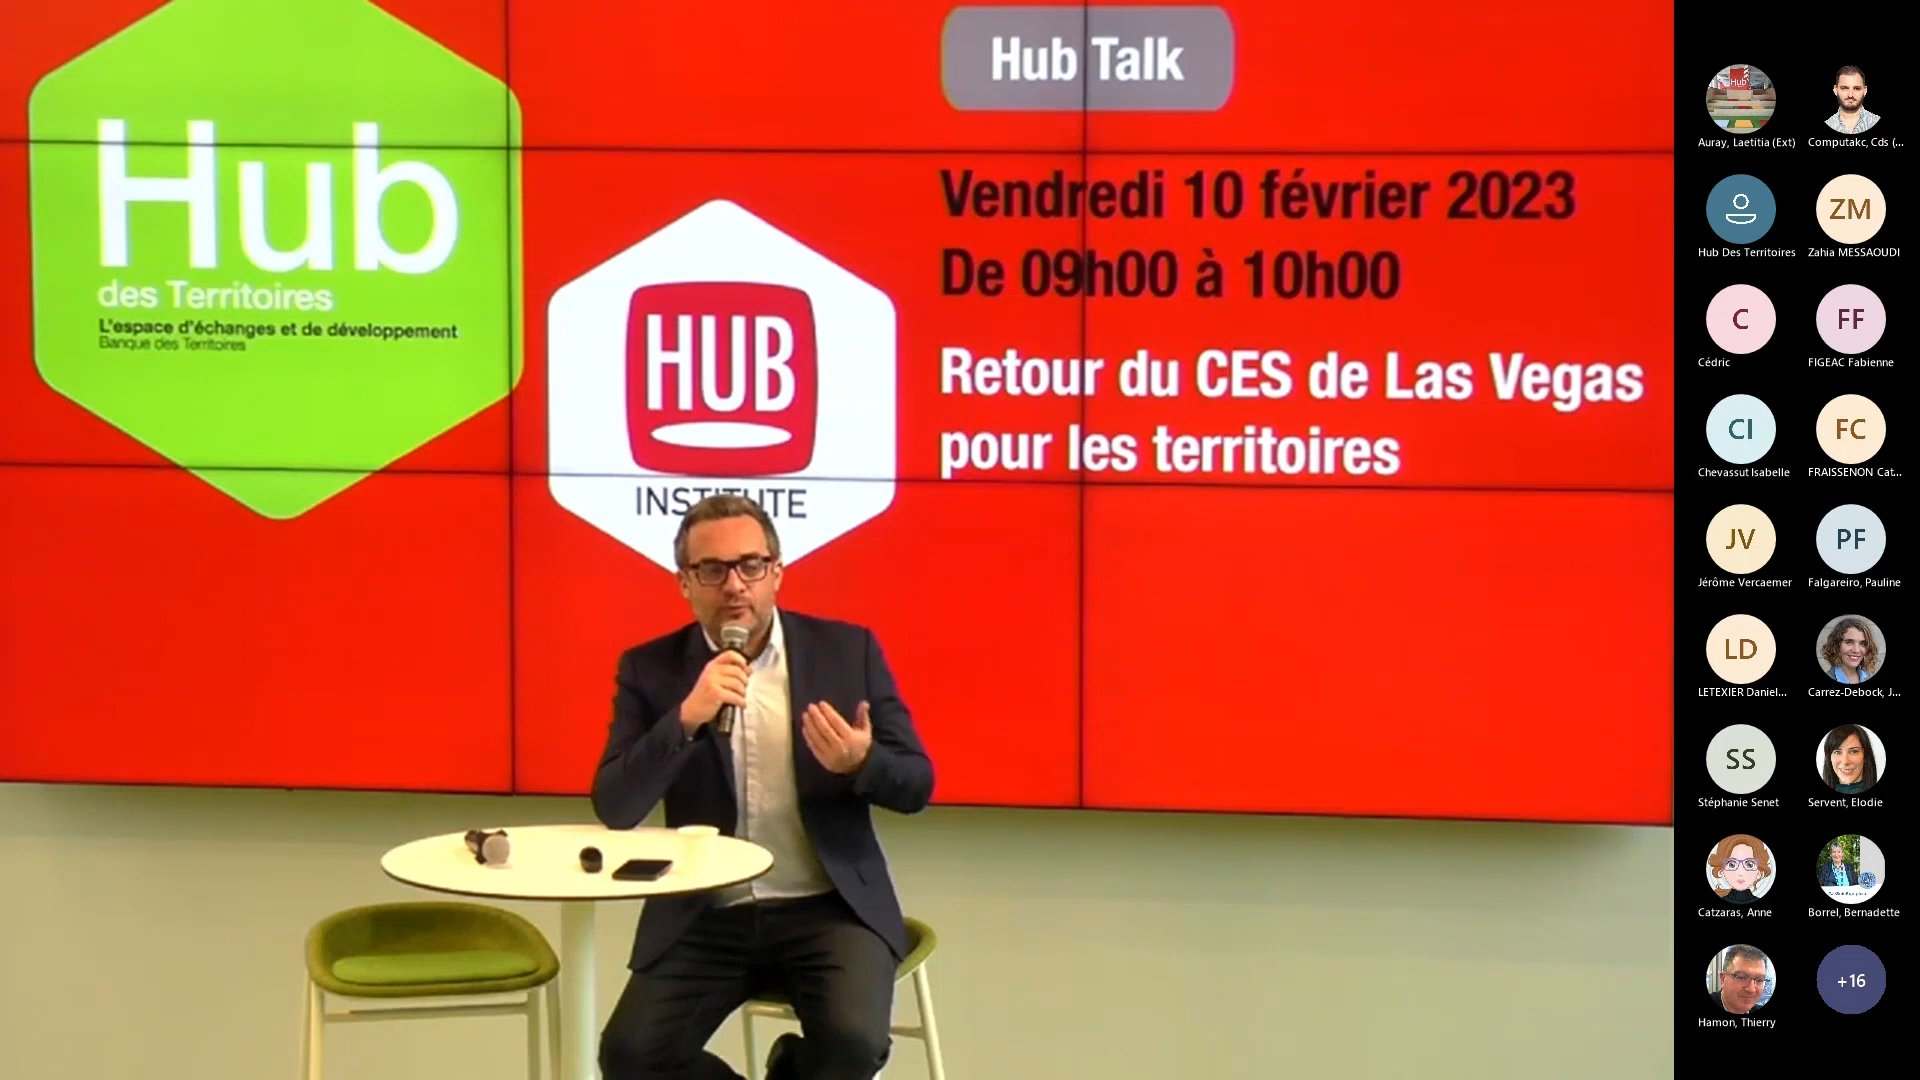 Hub
des Territoires
L'espace d'échanges et de développement
Banque des Territoires
HUB
INSTITUTE
Hub Talk
Vendredi 10 février 2023
De 09h00 à 10h00
Retour du CES de Las Vegas
pour les territoires
Hub
Auray, Laetitia (Ext)
Computakc, Cds (...
Hub Des Territoires
ZM
Zahia MESSAOUDI
C
Cédric
FF
FIGEAC Fabienne
CI
Chevassut Isabelle
FC
FRAISSENON Cat...
JV
Jérôme Vercaemer
PF
Falgareiro, Pauline
LD
LETEXIER Daniel...
Carrez-Debock, J...
SS
Stéphanie Senet
Servent, Elodie
Catzaras, Anne
Borrel, Bernadette
Hamon, Thierry
+16